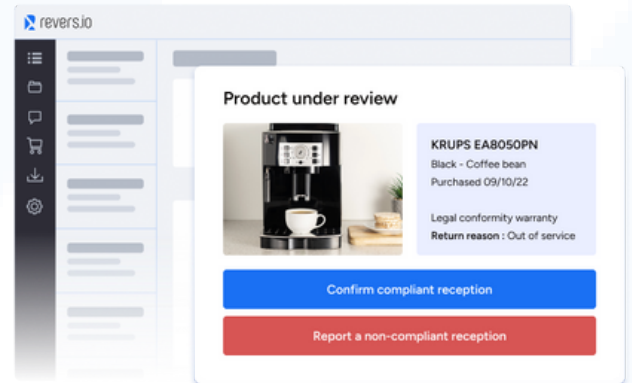 revers.io
Product under review
KRUPS EA8050PN
Black - Coffee bean
Purchased 09/10/22
Legal conformity warranty
Return reason : Out of service
Confirm compliant reception
Report a non-compliant reception